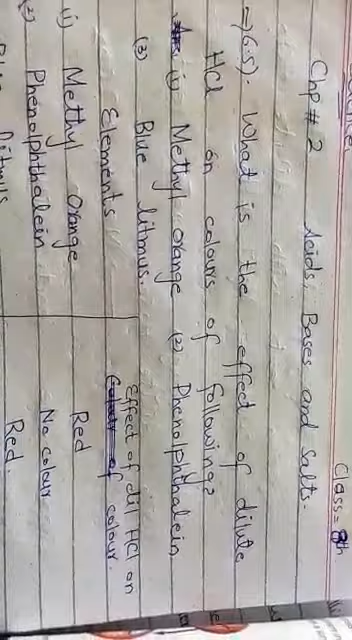 Class = 8th
Chp # 2 Acids, Bases and Salts.
=> Q.5). What is the effect of dilute
HCl on colours of following?
(1) Methyl orange (2) Phenolphthalein
(3) Blue litmus.
Elements effect of dil HCl on colour.
(1) Methyl orange Red
(2) Phenolphthalein No colour
Blue litmus Red.